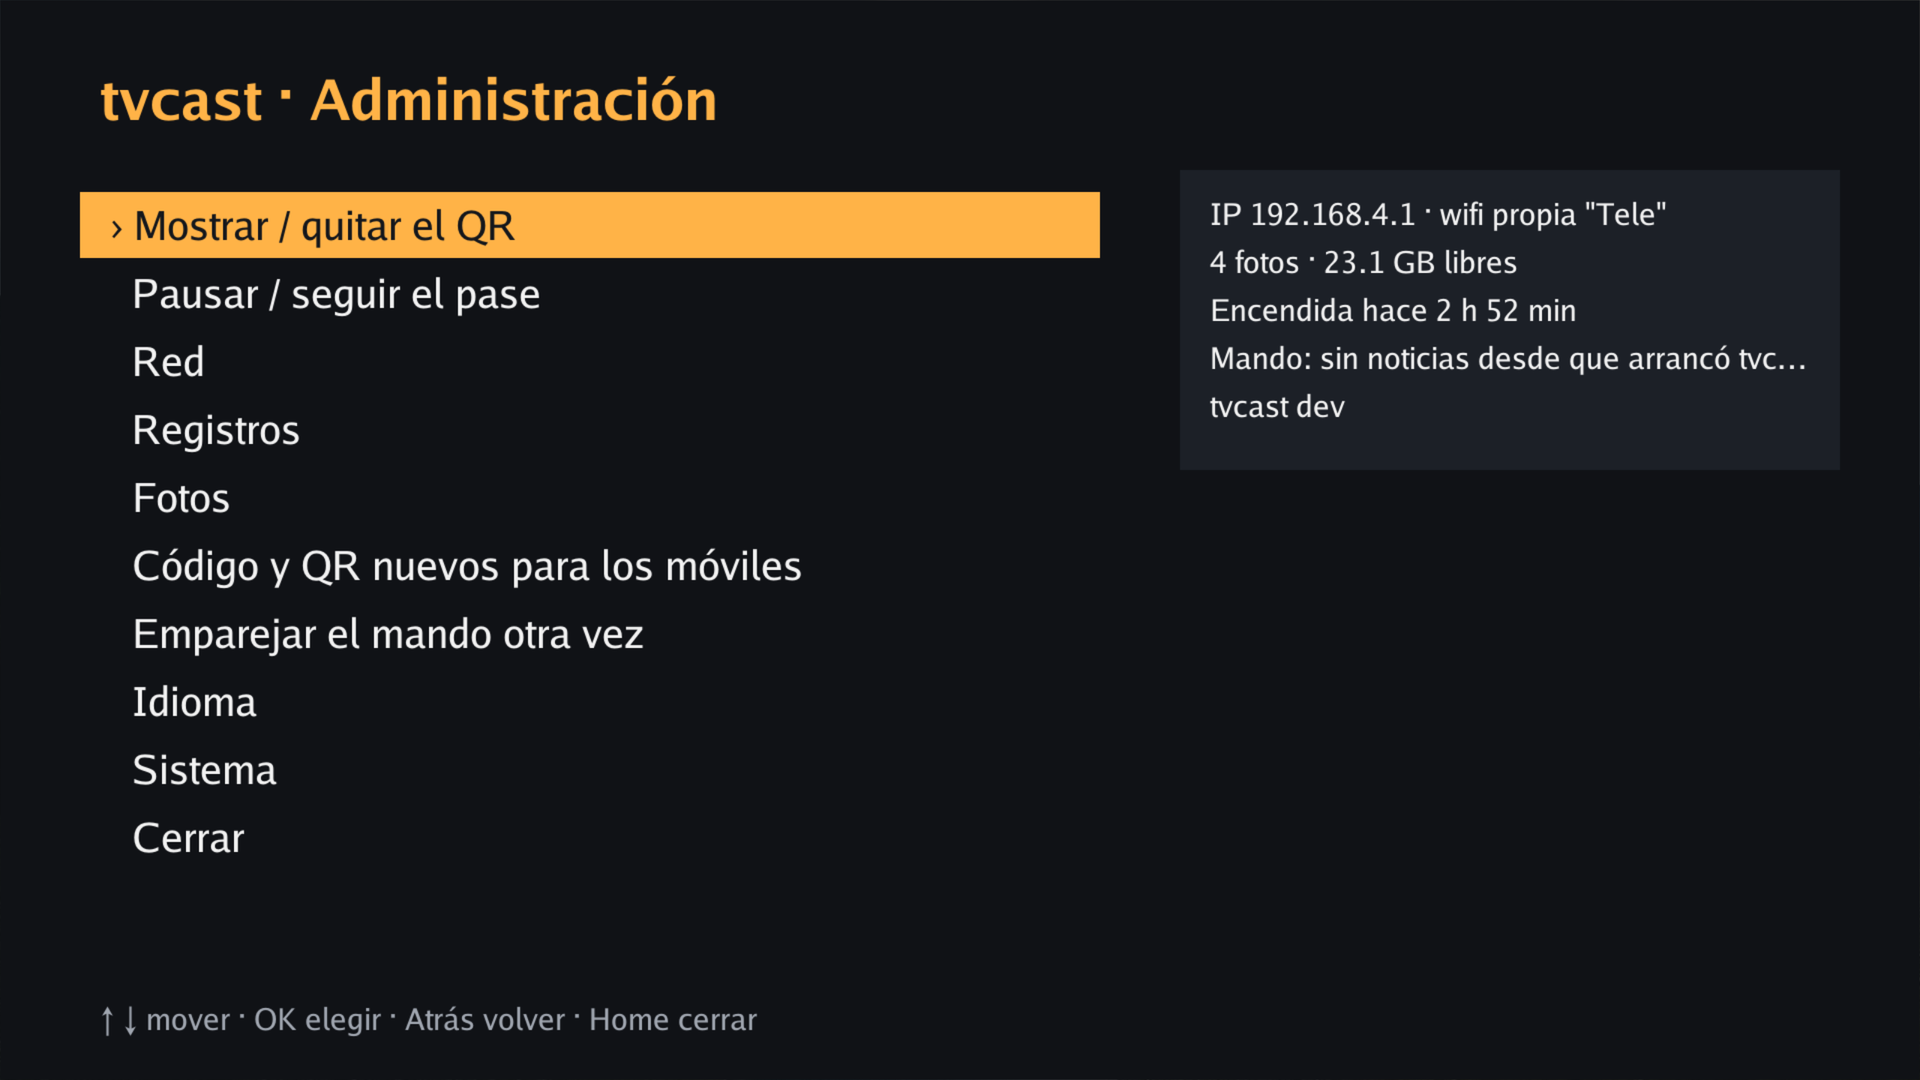 tvcast · Administración
› Mostrar / quitar el QR
Pausar / seguir el pase
Red
Registros
Fotos
Código y QR nuevos para los móviles
Emparejar el mando otra vez
Idioma
Sistema
Cerrar
IP 192.168.4.1 · wifi propia "Tele"
4 fotos · 23.1 GB libres
Encendida hace 2 h 52 min
Mando: sin noticias desde que arrancó tvc…
tvcast dev
↑↓ mover · OK elegir · Atrás volver · Home cerrar